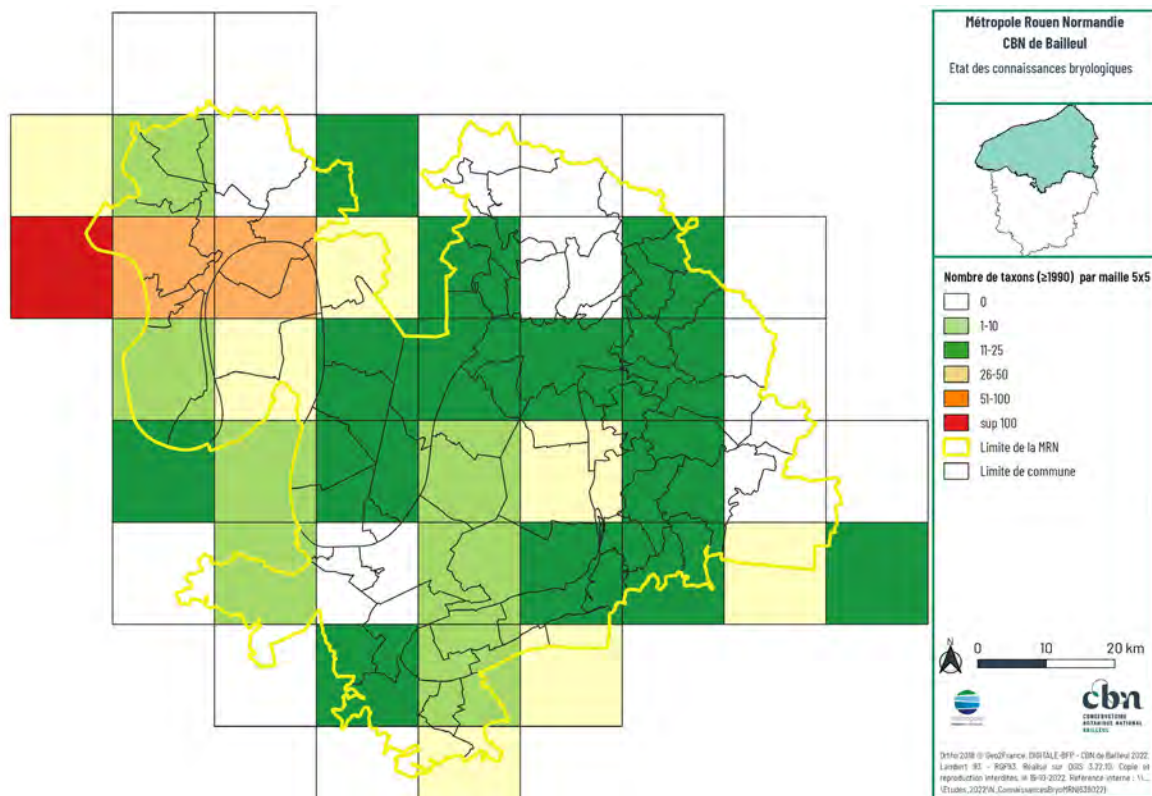 Métropole Rouen Normandie
CBN de Bailleul
Etat des connaissances bryologiques
Nombre de taxons (≥1990) par maille 5x5
0
1-10
11-25
26-50
51-100
sup 100
Limite de la MRN
Limite de commune
N
0 10 20 km
cbn
CONSERVATOIRE
BOTANIQUE NATIONAL
BAILLEUL
Ortho 2018 © Geo2France, DIGITALE-BFP - CBN de Bailleul 2022.
Lambert 93 - RGF93. Réalisé sur QGIS 3.22.10. Copie et
reproduction interdites, le 19-10-2022. Référence interne : \\...